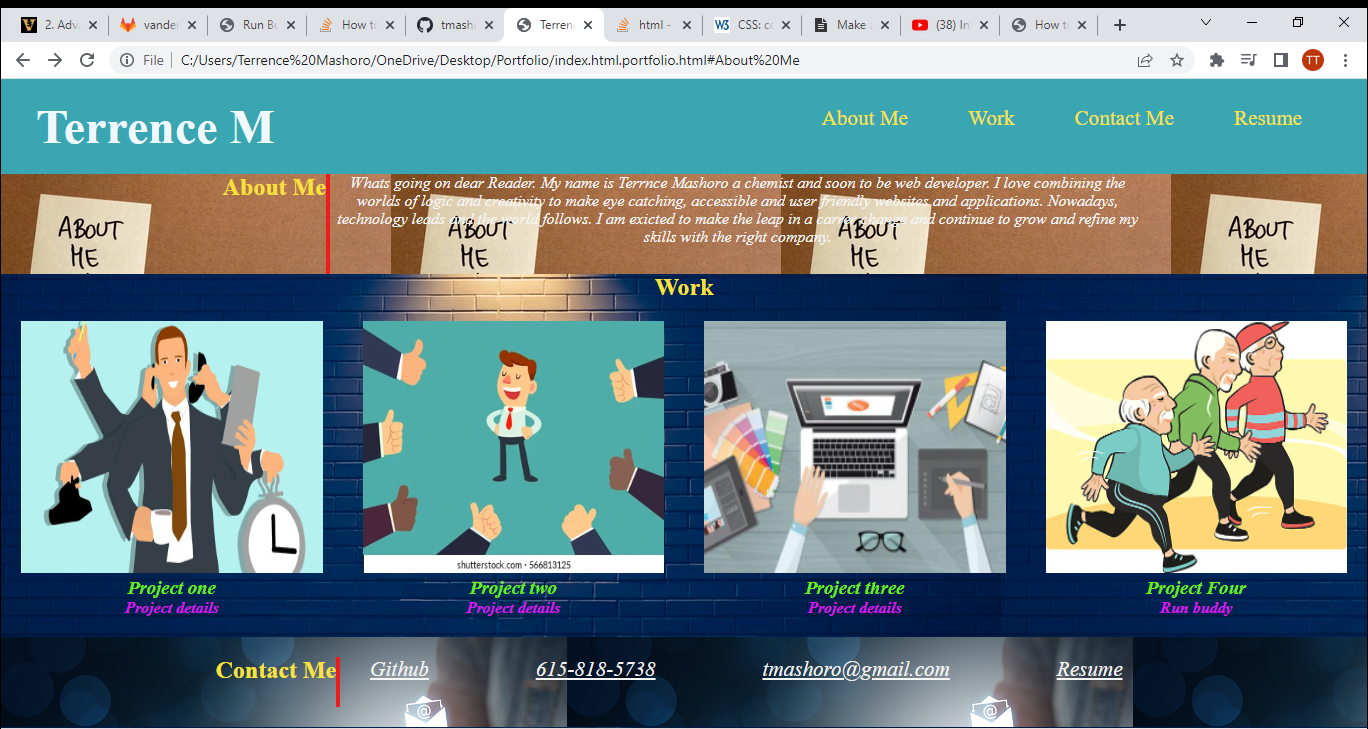 2. Adv
vander
Run Bu
How to
tmash
Terren
html -
W3 CSS: ce
Make a
(38) In
How to
File C:/Users/Terrence%20Mashoro/OneDrive/Desktop/Portfolio/index.html.portfolio.html#About%20Me
TT
Terrence M
About Me Work Contact Me Resume
About Me
Whats going on dear Reader. My name is Terrnce Mashoro a chemist and soon to be web developer. I love combining the
worlds of logic and creativity to make eye catching, accessible and user friendly websites and applications. Nowadays,
technology leads and the world follows. I am exicted to make the leap in a carrer change and continue to grow and refine my
skills with the right company.
ABOUT ME
ABOUT ME
ABOUT ME
ABOUT ME
Work
shutterstock.com • 566813125
Project one Project two Project three Project Four
Project details Project details Project details Run buddy
Contact Me Github 615-818-5738 tmashoro@gmail.com Resume
@ @